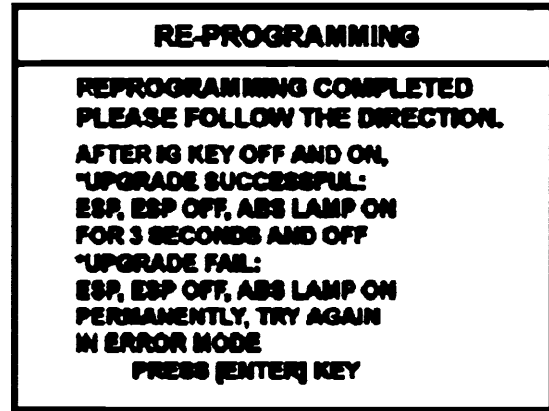 RE-PROGRAMMING
REPROGRAMMING COMPLETED
PLEASE FOLLOW THE DIRECTION.
AFTER IG KEY OFF AND ON,
*UPGRADE SUCCESSFUL:
ESP, ESP OFF, ABS LAMP ON
FOR 3 SECONDS AND OFF
*UPGRADE FAIL:
ESP, ESP OFF, ABS LAMP ON
PERMANENTLY, TRY AGAIN
IN ERROR MODE
PRESS [ENTER] KEY